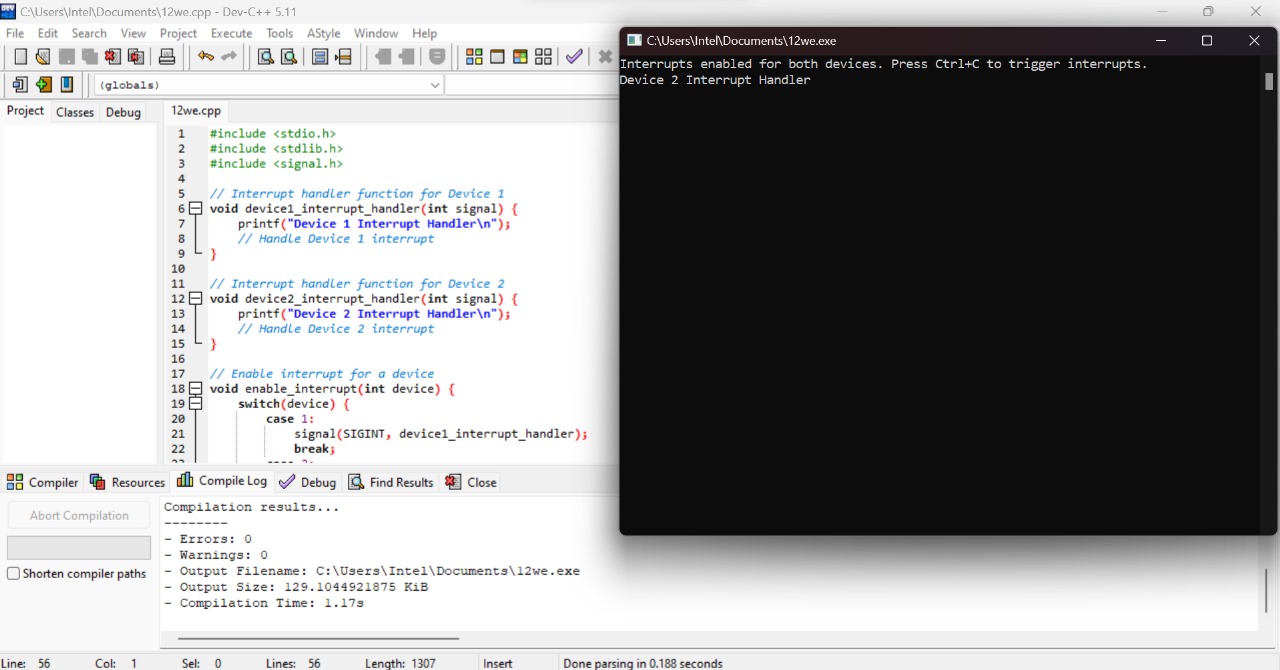 C:\Users\Intel\Documents\12we.cpp - Dev-C++ 5.11
File Edit Search View Project Execute Tools AStyle Window Help
(globals)
Project Classes Debug
12we.cpp
1 #include <stdio.h>
2 #include <stdlib.h>
3 #include <signal.h>
4
5 // Interrupt handler function for Device 1
6 void device1_interrupt_handler(int signal) {
7 printf("Device 1 Interrupt Handler\n");
8 // Handle Device 1 interrupt
9 }
10
11 // Interrupt handler function for Device 2
12 void device2_interrupt_handler(int signal) {
13 printf("Device 2 Interrupt Handler\n");
14 // Handle Device 2 interrupt
15 }
16
17 // Enable interrupt for a device
18 void enable_interrupt(int device) {
19 switch(device) {
20 case 1:
21 signal(SIGINT, device1_interrupt_handler);
22 break;
C:\Users\Intel\Documents\12we.exe
Interrupts enabled for both devices. Press Ctrl+C to trigger interrupts.
Device 2 Interrupt Handler
Compiler Resources Compile Log Debug Find Results Close
Abort Compilation
Shorten compiler paths
Compilation results...
--------
- Errors: 0
- Warnings: 0
- Output Filename: C:\Users\Intel\Documents\12we.exe
- Output Size: 129.1044921875 KiB
- Compilation Time: 1.17s
Line: 56 Col: 1 Sel: 0 Lines: 56 Length: 1307 Insert Done parsing in 0.188 seconds